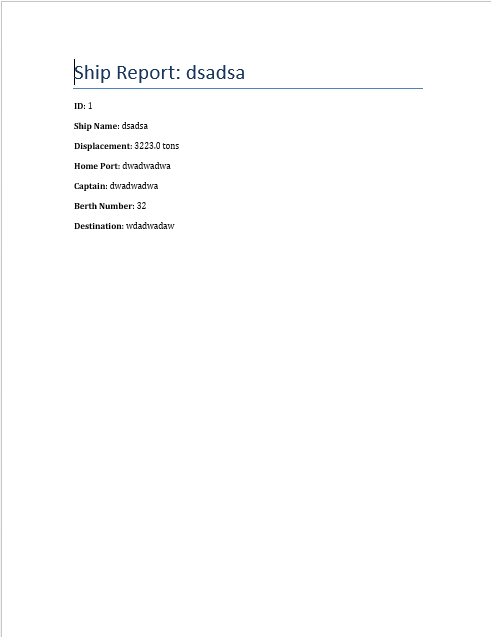 Ship Report: dsadsa
ID: 1
Ship Name: dsadsa
Displacement: 3223.0 tons
Home Port: dwadwadwa
Captain: dwadwadwa
Berth Number: 32
Destination: wdadwadaw